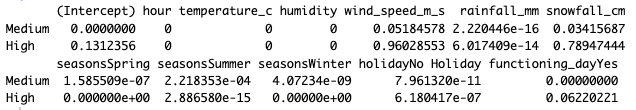 (Intercept) hour temperature_c humidity wind_speed_m_s rainfall_mm snowfall_cm
Medium 0.0000000 0 0 0 0.05184578 2.220446e-16 0.03415687
High 0.1312356 0 0 0 0.96028553 6.017409e-14 0.78947444
seasonsSpring seasonsSummer seasonsWinter holidayNo Holiday functioning_dayYes
Medium 1.585509e-07 2.218353e-04 4.07234e-09 7.961320e-11 0.00000000
High 0.000000e+00 2.886580e-15 0.00000e+00 6.180417e-07 0.06220221